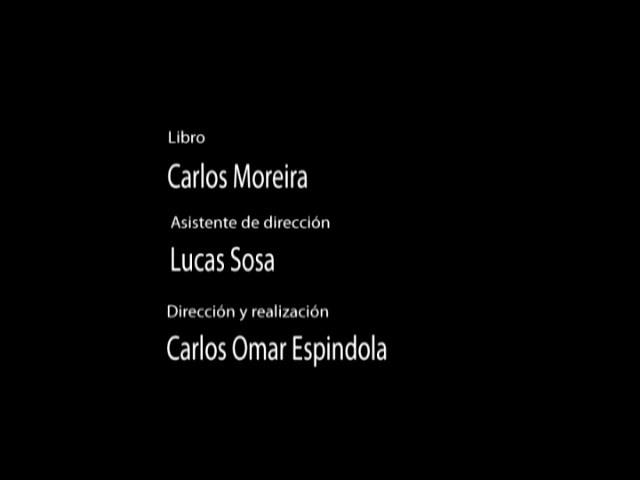 Libro
Carlos Moreira
Asistente de dirección
Lucas Sosa
Dirección y realización
Carlos Omar Espindola